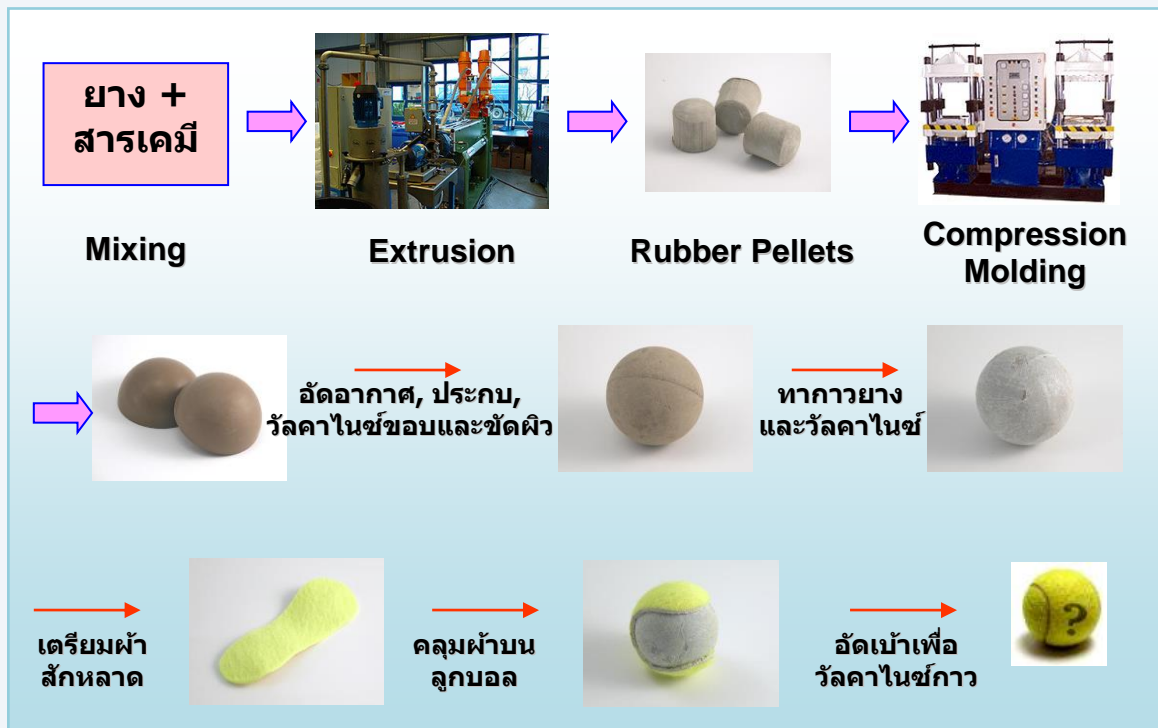 ยาง +
สารเคมี
Mixing
Extrusion
Rubber Pellets
Compression
Molding
อัดอากาศ, ประกบ,
วัลคาไนซ์ขอบและขัดผิว
ทากาวยาง
และวัลคาไนซ์
เตรียมผ้า
สักหลาด
คลุมผ้าบน
ลูกบอล
อัดเบ้าเพื่อ
วัลคาไนซ์กาว
?